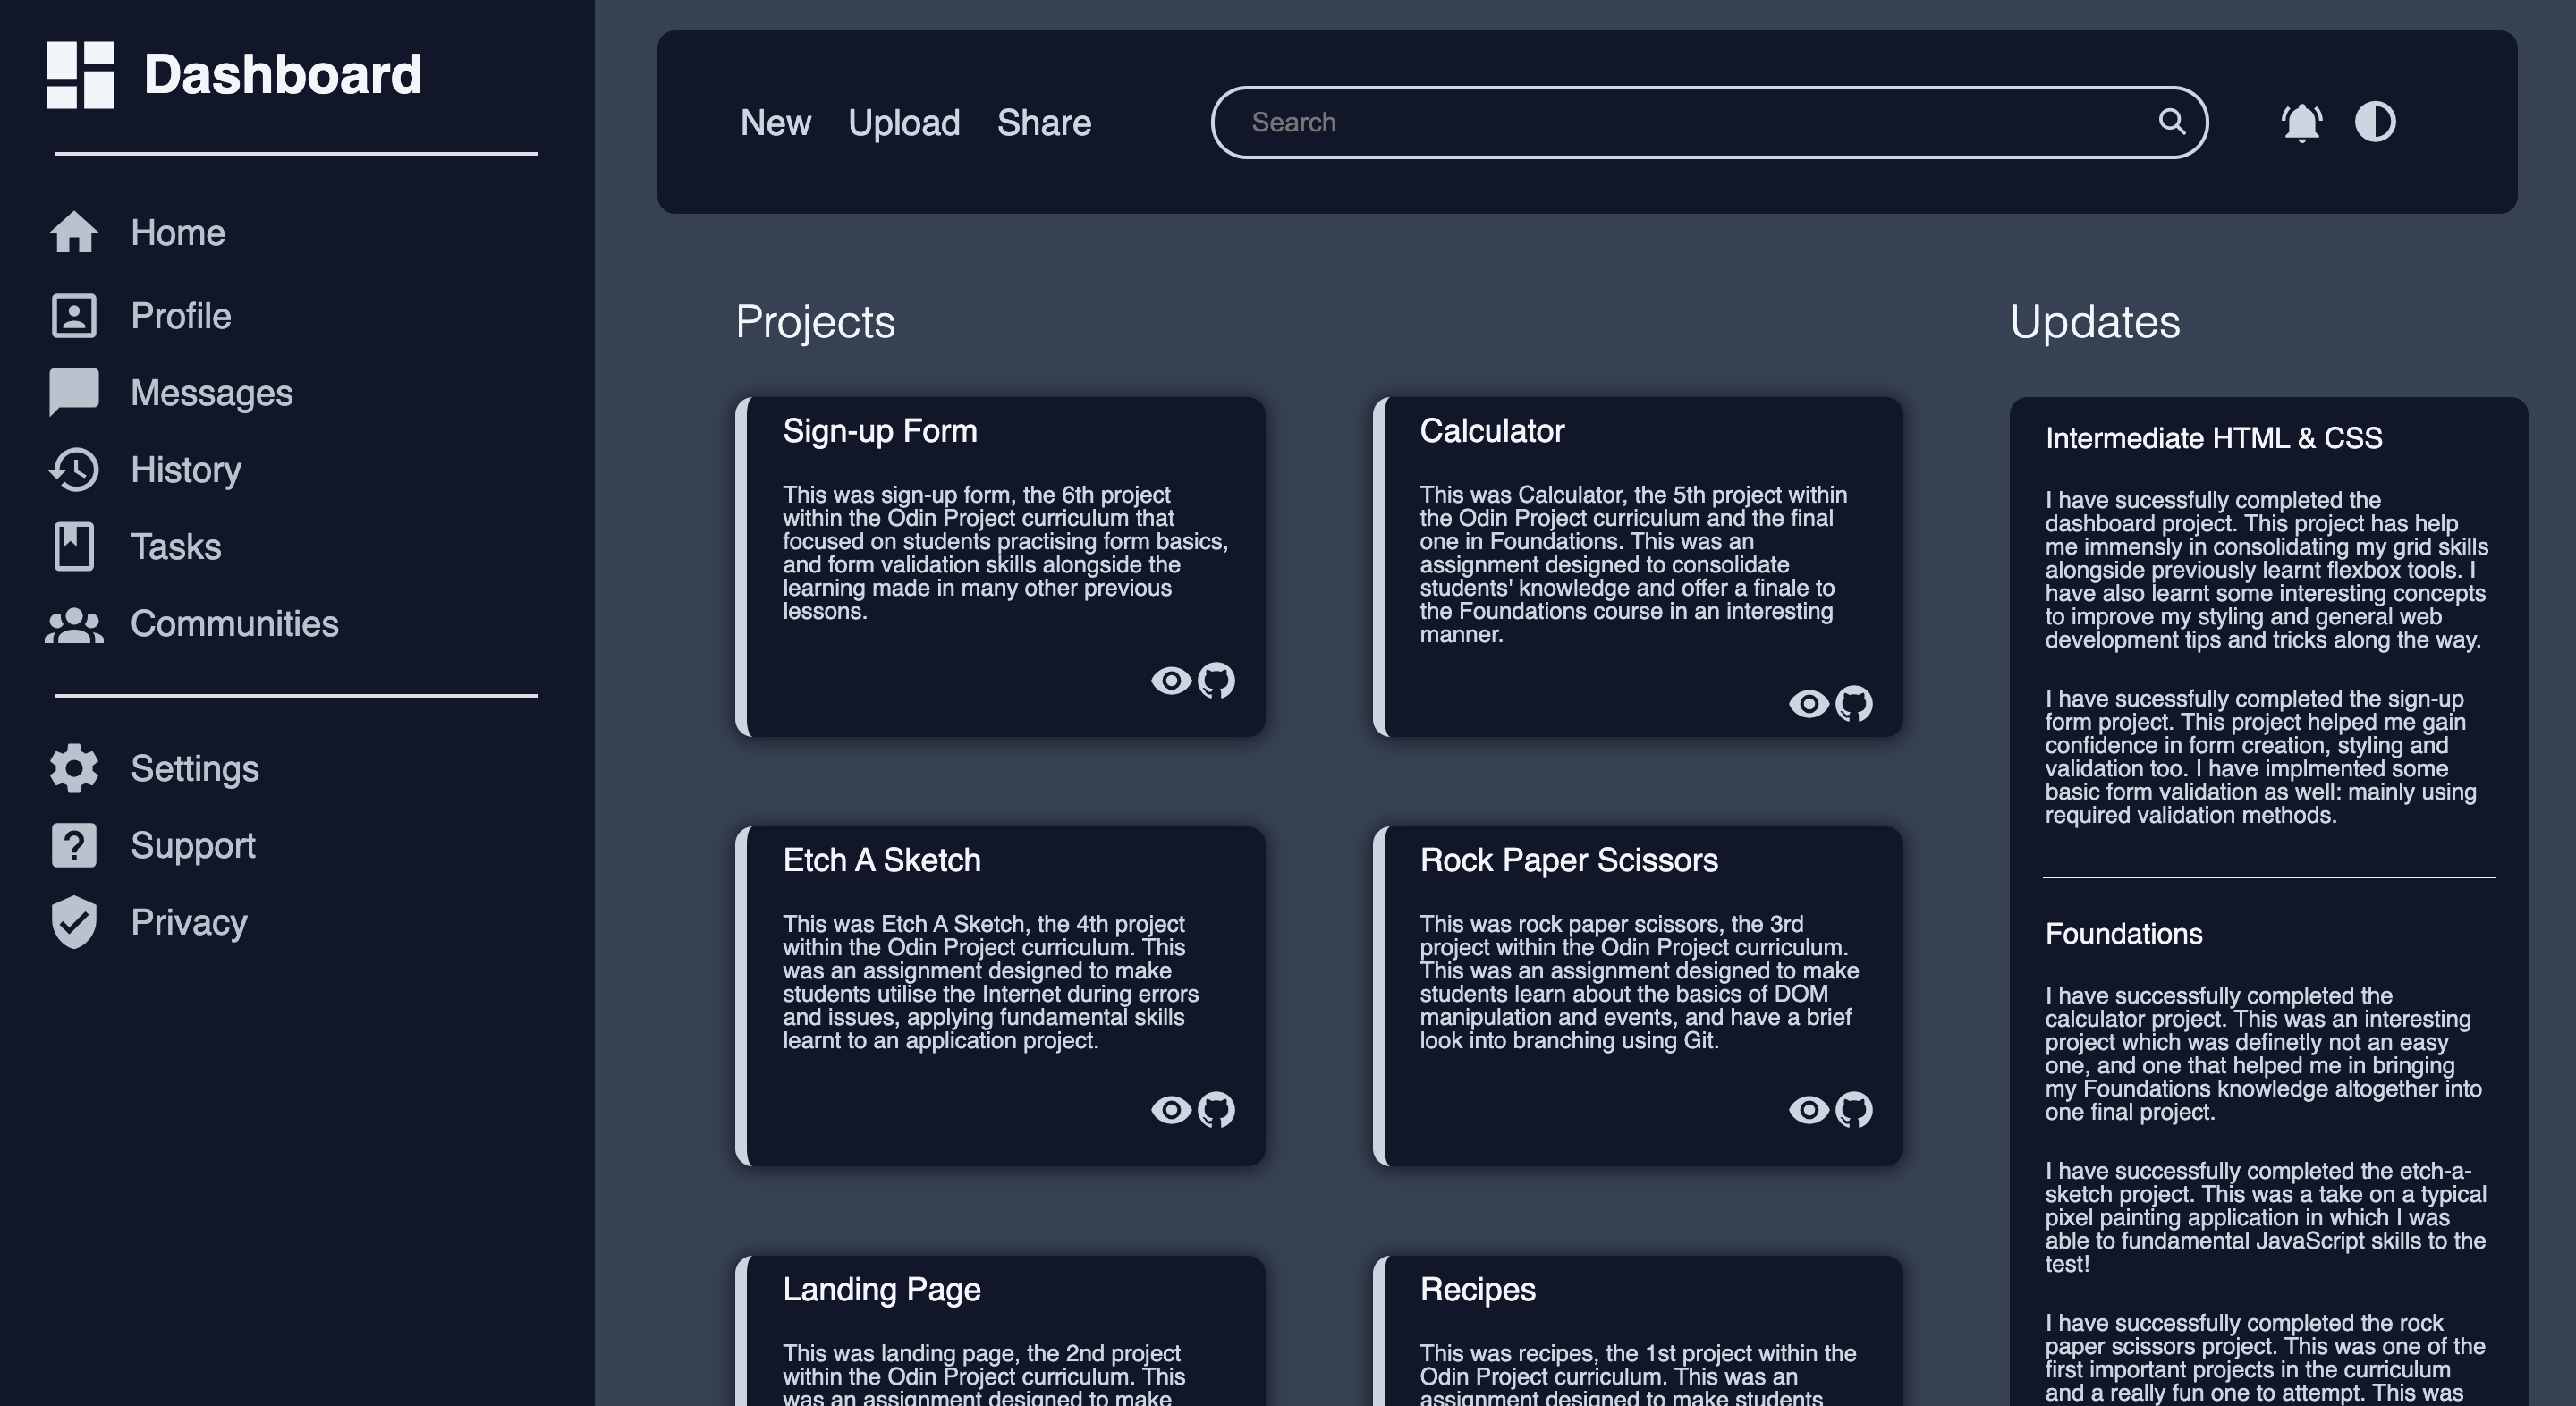 Dashboard
Home
Profile
Messages
History
Tasks
Communities
Settings
Support
Privacy
New Upload Share
Search
Projects
Sign-up Form
This was sign-up form, the 6th project
within the Odin Project curriculum that
focused on students practising form basics,
and form validation skills alongside the
learning made in many other previous
lessons.
Calculator
This was Calculator, the 5th project within
the Odin Project curriculum and the final
one in Foundations. This was an
assignment designed to consolidate
students' knowledge and offer a finale to
the Foundations course in an interesting
manner.
Etch A Sketch
This was Etch A Sketch, the 4th project
within the Odin Project curriculum. This
was an assignment designed to make
students utilise the Internet during errors
and issues, applying fundamental skills
learnt to an application project.
Rock Paper Scissors
This was rock paper scissors, the 3rd
project within the Odin Project curriculum.
This was an assignment designed to make
students learn about the basics of DOM
manipulation and events, and have a brief
look into branching using Git.
Landing Page
This was landing page, the 2nd project
within the Odin Project curriculum. This
was an assignment designed to make
Recipes
This was recipes, the 1st project within the
Odin Project curriculum. This was an
assignment designed to make students
Updates
Intermediate HTML & CSS
I have sucessfully completed the
dashboard project. This project has help
me immensly in consolidating my grid skills
alongside previously learnt flexbox tools. I
have also learnt some interesting concepts
to improve my styling and general web
development tips and tricks along the way.
I have sucessfully completed the sign-up
form project. This project helped me gain
confidence in form creation, styling and
validation too. I have implmented some
basic form validation as well: mainly using
required validation methods.
Foundations
I have successfully completed the
calculator project. This was an interesting
project which was definetly not an easy
one, and one that helped me in bringing
my Foundations knowledge altogether into
one final project.
I have successfully completed the etch-a-
sketch project. This was a take on a typical
pixel painting application in which I was
able to fundamental JavaScript skills to the
test!
I have successfully completed the rock
paper scissors project. This was one of the
first important projects in the curriculum
and a really fun one to attempt. This was